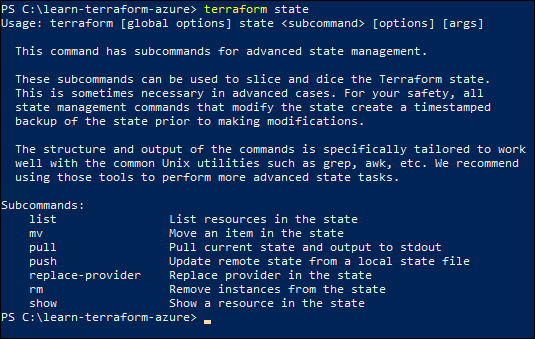 PS C:\learn-terraform-azure> terraform state
Usage: terraform [global options] state <subcommand> [options] [args]
This command has subcommands for advanced state management.
These subcommands can be used to slice and dice the Terraform state.
This is sometimes necessary in advanced cases. For your safety, all
state management commands that modify the state create a timestamped
backup of the state prior to making modifications.
The structure and output of the commands is specifically tailored to work
well with the common Unix utilities such as grep, awk, etc. We recommend
using those tools to perform more advanced state tasks.
Subcommands:
list List resources in the state
mv Move an item in the state
pull Pull current state and output to stdout
push Update remote state from a local state file
replace-provider Replace provider in the state
rm Remove instances from the state
show Show a resource in the state
PS C:\learn-terraform-azure>